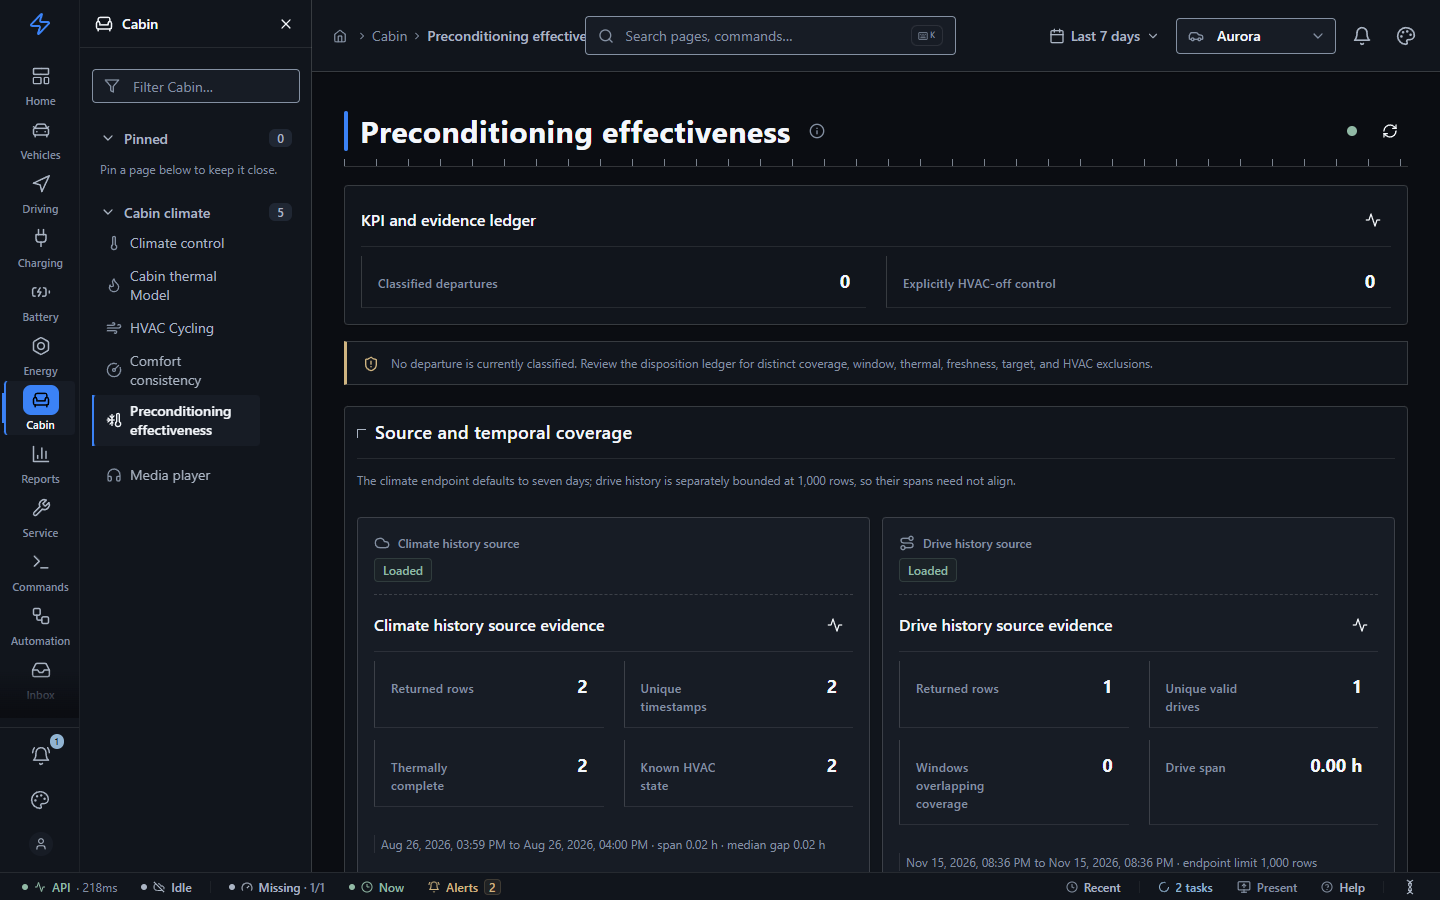 Cabin
Filter Cabin...
Home
Vehicles
Driving
Charging
Battery
Energy
Cabin
Reports
Service
Commands
Automation
Inbox
1
Pinned
0
Pin a page below to keep it close.
Cabin climate
5
Climate control
Cabin thermal
Model
HVAC Cycling
Comfort
consistency
Preconditioning
effectiveness
Media player
Cabin
Preconditioning effective
Search pages, commands...
K
Last 7 days
Aurora
Preconditioning effectiveness
KPI and evidence ledger
Classified departures
0
Explicitly HVAC-off control
0
No departure is currently classified. Review the disposition ledger for distinct coverage, window, thermal, freshness, target, and HVAC exclusions.
Source and temporal coverage
The climate endpoint defaults to seven days; drive history is separately bounded at 1,000 rows, so their spans need not align.
Climate history source
Loaded
Climate history source evidence
Returned rows
2
Unique
timestamps
2
Thermally
complete
2
Known HVAC
state
2
Aug 26, 2026, 03:59 PM to Aug 26, 2026, 04:00 PM · span 0.02 h · median gap 0.02 h
Drive history source
Loaded
Drive history source evidence
Returned rows
1
Unique valid
drives
1
Windows
overlapping
coverage
0
Drive span
0.00 h
Nov 15, 2026, 08:36 PM to Nov 15, 2026, 08:36 PM · endpoint limit 1,000 rows
API · 218ms
Idle
Missing · 1/1
Now
Alerts 2
Recent
2 tasks
Present
Help